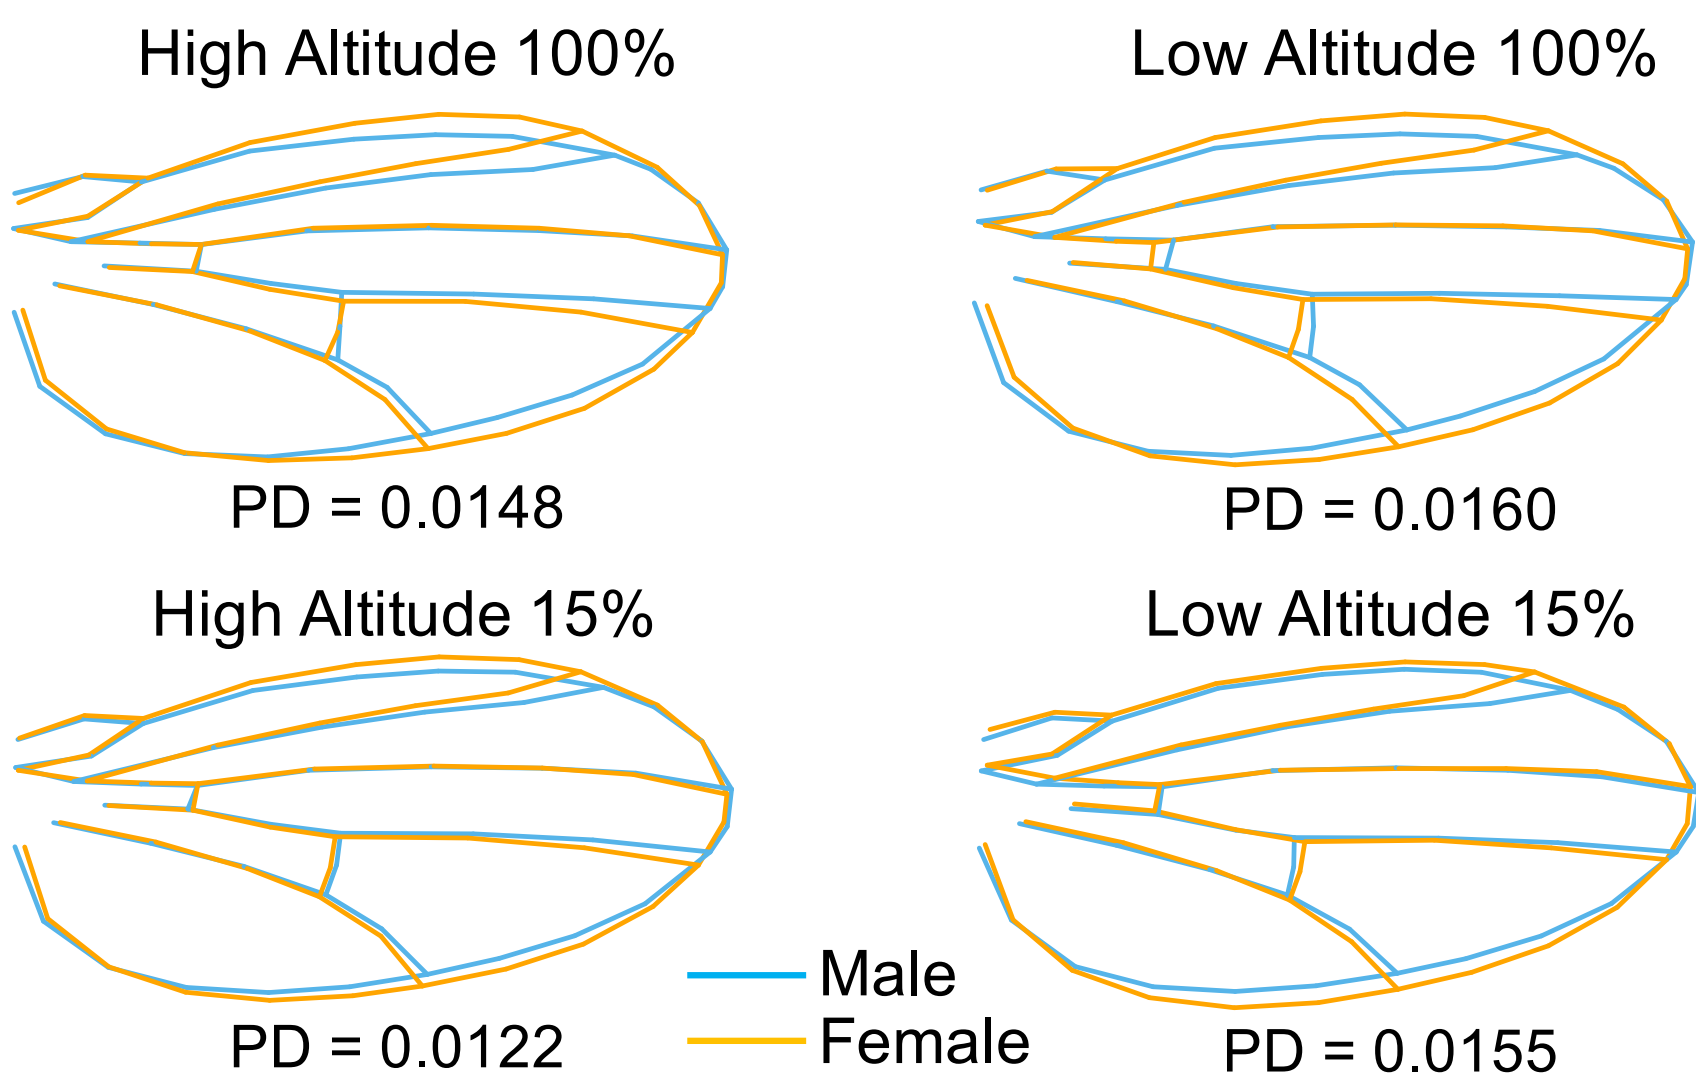 High Altitude 100%
Low Altitude 100%
PD = 0.0148
PD = 0.0160
High Altitude 15%
Low Altitude 15%
Male
Female
PD = 0.0122
PD = 0.0155